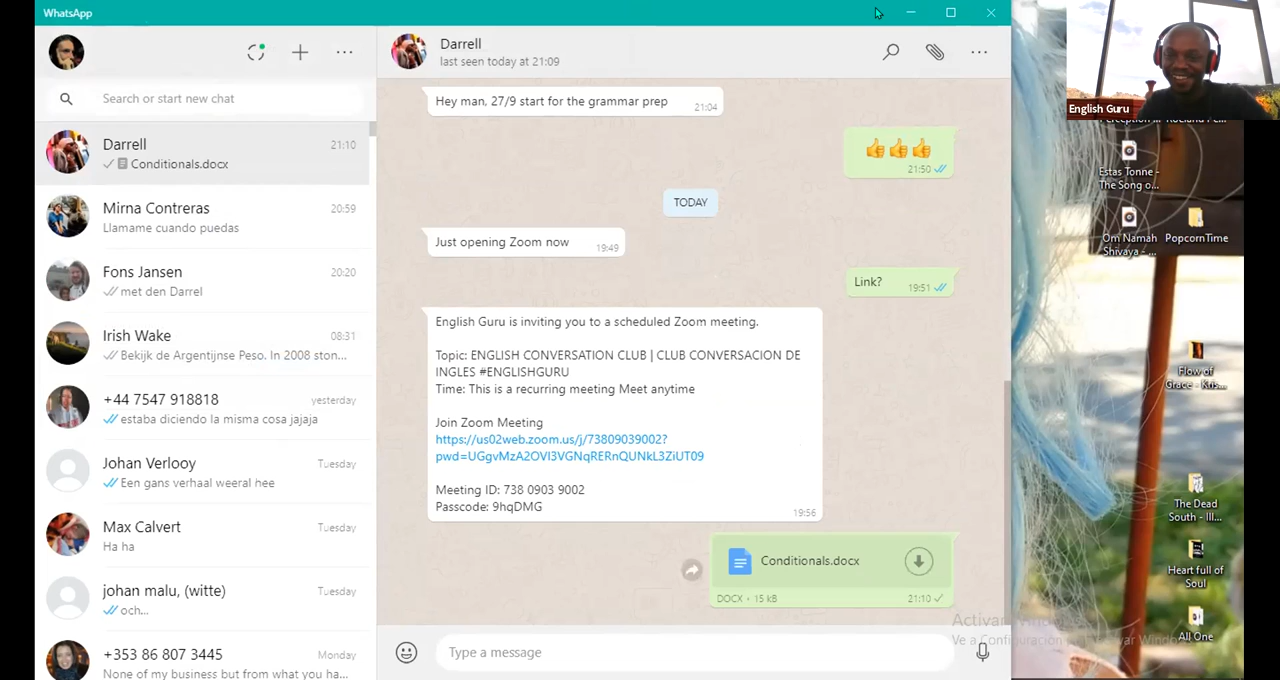 WhatsApp
Search or start new chat
Darrell
21:10
Conditionals.docx
Mirna Contreras
20:59
Llamame cuando puedas
Fons Jansen
20:20
met den Darrel
Irish Wake
08:31
Bekijk de Argentijnse Peso. In 2008 ston...
+44 7547 918818
yesterday
estaba diciendo la misma cosa jajaja
Johan Verlooy
Tuesday
Een gans verhaal weeral hee
Max Calvert
Tuesday
Ha ha
johan malu, (witte)
Tuesday
och...
+353 86 807 3445
Monday
None of my business but from what you ha...
Darrell
last seen today at 21:09
Hey man, 27/9 start for the grammar prep
21:04
21:50
TODAY
Just opening Zoom now
19:49
Link?
19:51
English Guru is inviting you to a scheduled Zoom meeting.
Topic: ENGLISH CONVERSATION CLUB | CLUB CONVERSACION DE
INGLES #ENGLISHGURU
Time: This is a recurring meeting Meet anytime
Join Zoom Meeting
https://us02web.zoom.us/j/73809039002?
pwd=UGgvMzA2OVI3VGNqRERnQUNkL3ZiUT09
Meeting ID: 738 0903 9002
Passcode: 9hqDMG
19:56
Conditionals.docx
DOCX • 15 kB
21:10
Type a message
English Guru
Estas Tonne -
The Song o...
Om Namah
Shivaya - ...
PopcornTime
Flow of
Grace - Kris...
The Dead
South - Ill...
Heart full of
Soul
All One